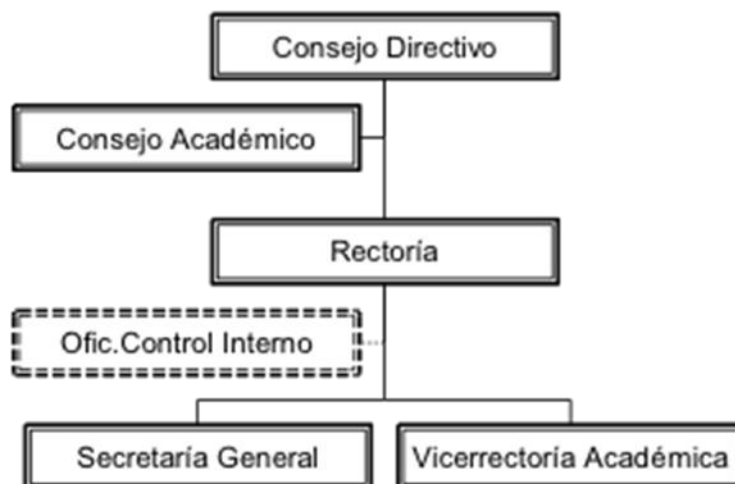 Consejo Directivo
Consejo Académico
Rectoría
Ofic.Control Interno
Secretaría General
Vicerrectoría Académica